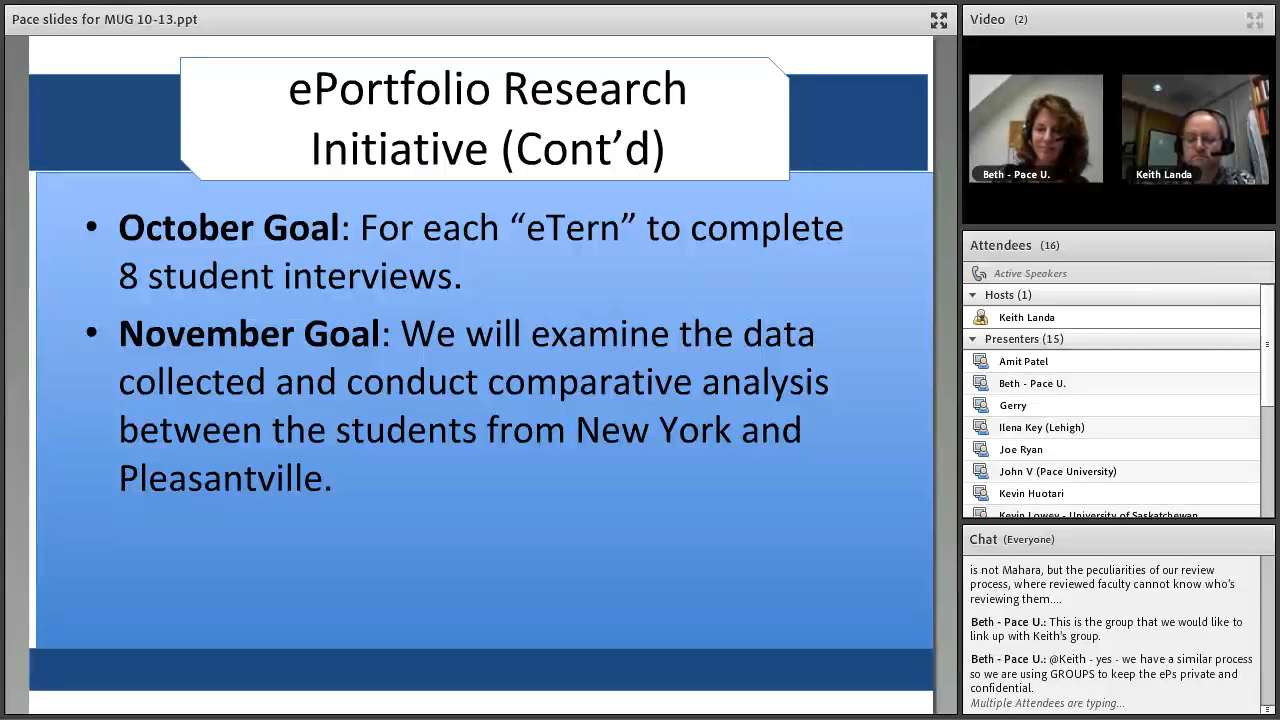 Pace slides for MUG 10-13.ppt
ePortfolio Research
Initiative (Cont’d)
• October Goal: For each “eTern” to complete
8 student interviews.
• November Goal: We will examine the data
collected and conduct comparative analysis
between the students from New York and
Pleasantville.
Video (2)
Beth - Pace U.
Keith Landa
Attendees (16)
Active Speakers
Hosts (1)
Keith Landa
Presenters (15)
Amit Patel
Beth - Pace U.
Gerry
Ilena Key (Lehigh)
Joe Ryan
John V (Pace University)
Kevin Huotari
Kevin Lowey - University of Saskatchewan
Chat (Everyone)
is not Mahara, but the peculiarities of our review
process, where reviewed faculty cannot know who's
reviewing them....
Beth - Pace U.: This is the group that we would like to
link up with Keith's group.
Beth - Pace U.: @Keith - yes - we have a similar process
so we are using GROUPS to keep the ePs private and
confidential.
Multiple Attendees are typing...